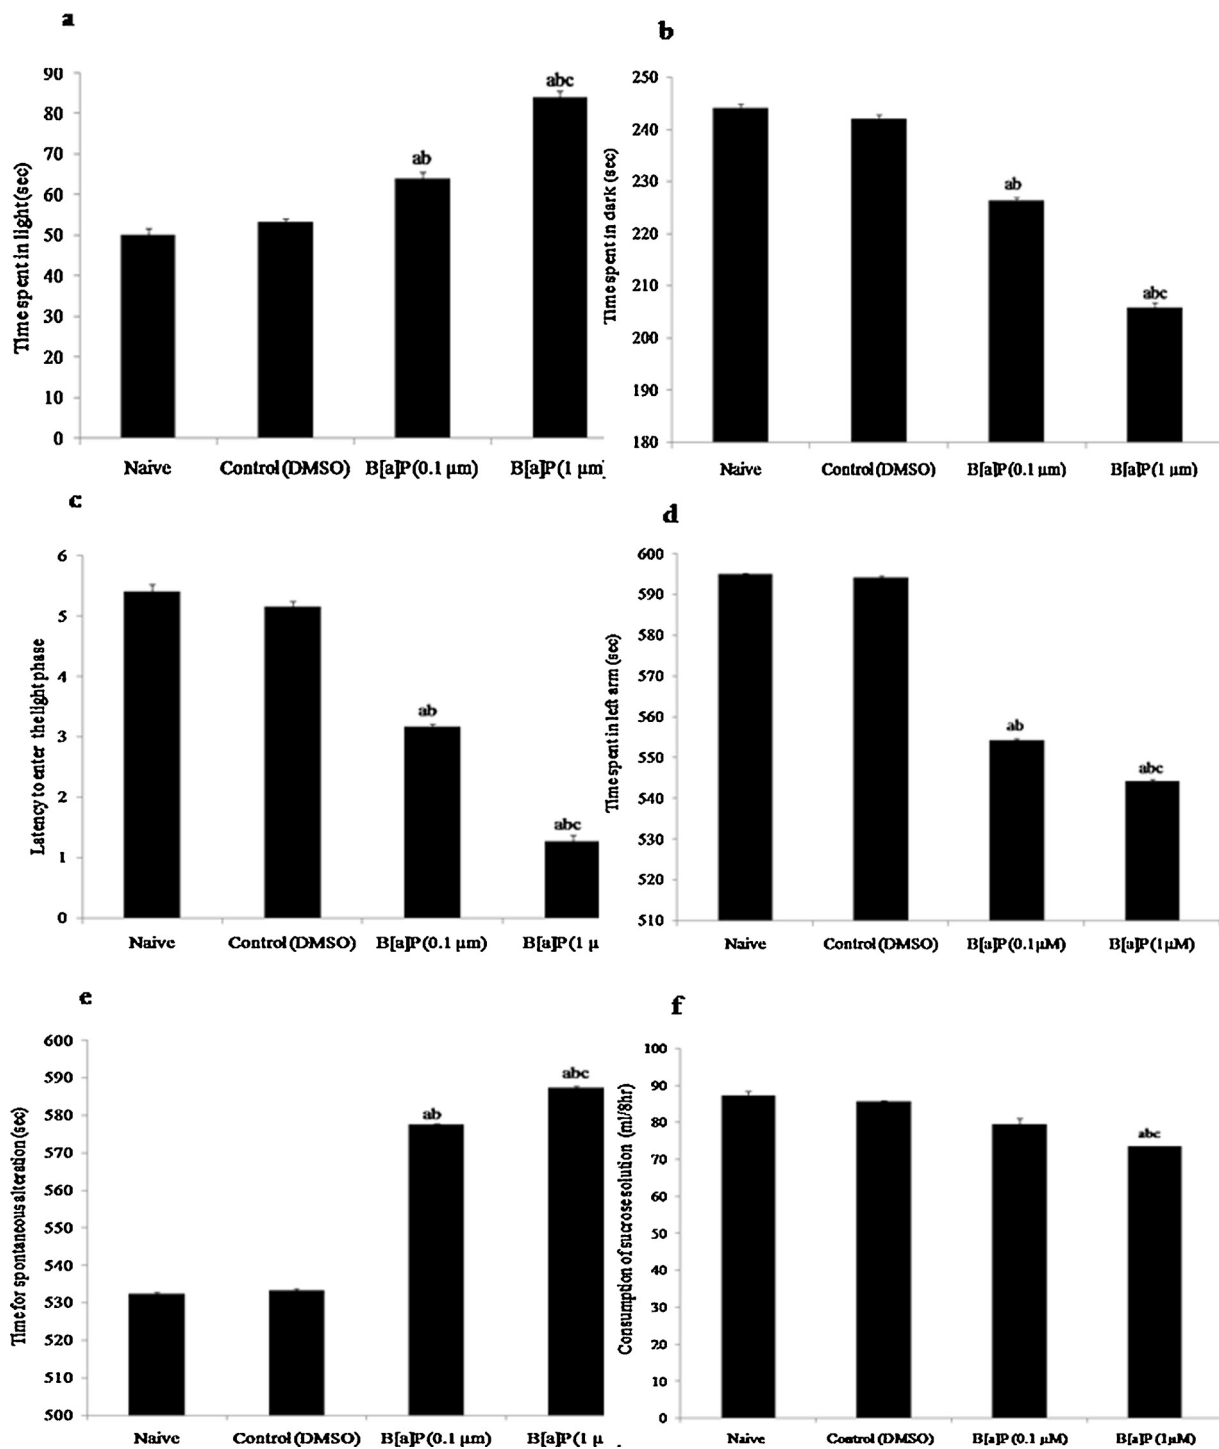 a
Time spent in light (sec)
90
80
70
60
50
40
30
20
10
0
ab
abc
Naive Control (DMSO) B[a]P (0.1 μm) B[a]P (1 μm)
b
Time spent in dark (sec)
250
240
230
220
210
200
190
180
ab
abc
Naive Control (DMSO) B[a]P (0.1 μm) B[a]P (1 μm)
c
Latency to enter the light phase
6
5
4
3
2
1
0
ab
abc
Naive Control (DMSO) B[a]P (0.1 μm) B[a]P (1 μ
d
Time spent in left arm (sec)
600
590
580
570
560
550
540
530
520
510
ab
abc
Naive Control (DMSO) B[a]P (0.1 μM) B[a]P (1 μM)
e
Time for spontaneous alteration (sec)
600
590
580
570
560
550
540
530
520
510
500
ab
abc
Naive Control (DMSO) B[a]P (0.1 μm) B[a]P (1 μ
f
Consumption of sucrose solution (ml/8hr)
100
90
80
70
60
50
40
30
20
10
0
abc
Naive Control (DMSO) B[a]P (0.1 μM) B[a]P (1 μM)